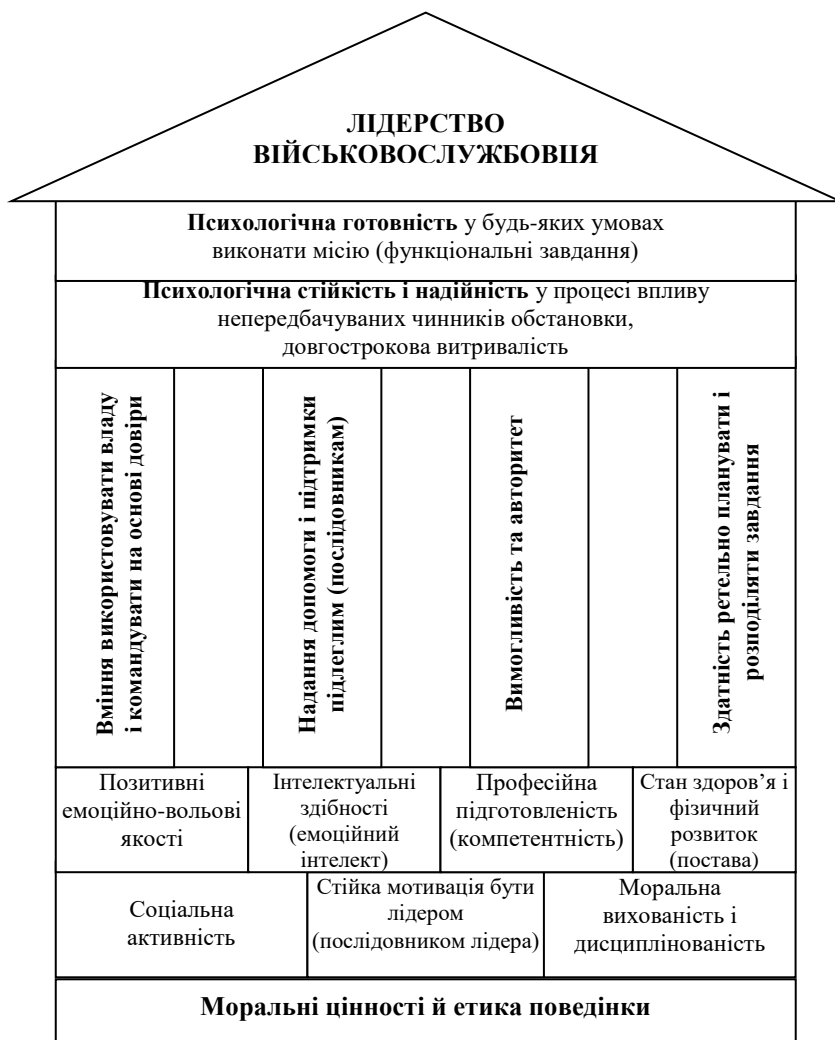 ЛІДЕРСТВО
ВІЙСЬКОВОСЛУЖБОВЦЯ
Психологічна готовність у будь-яких умовах
виконати місію (функціональні завдання)
Психологічна стійкість і надійність у процесі впливу
непередбачуваних чинників обстановки,
довгострокова витривалість
Вміння використовувати владу
і командувати на основі довіри
Надання допомоги і підтримки
підлеглим (послідовникам)
Вимогливість та авторитет
Здатність ретельно планувати і
розподіляти завдання
Позитивні
емоційно-вольові
якості
Інтелектуальні
здібності
(емоційний
інтелект)
Професійна
підготовленість
(компетентність)
Стан здоров’я і
фізичний
розвиток
(постава)
Соціальна
активність
Стійка мотивація бути
лідером
(послідовником лідера)
Моральна
вихованість і
дисциплінованість
Моральні цінності й етика поведінки